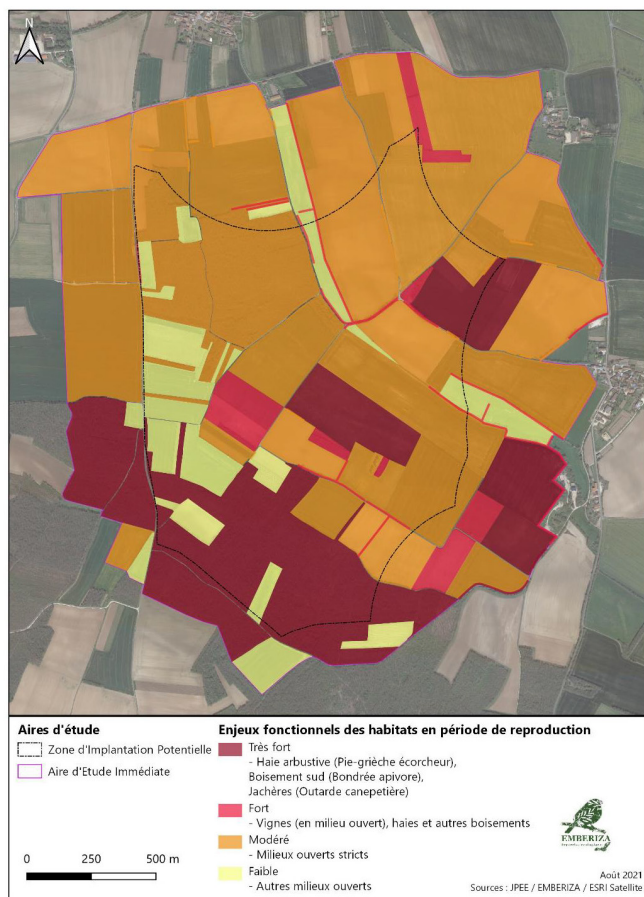 N
Aires d'étude
Zone d'Implantation Potentielle
Aire d'Etude Immédiate
0 250 500 m
Enjeux fonctionnels des habitats en période de reproduction
Très fort
- Haie arbustive (Pie-grièche écorcheur),
Boisement sud (Bondrée apivore),
Jachères (Outarde canepetière)
Fort
- Vignes (en milieu ouvert), haies et autres boisements
Modéré
- Milieux ouverts stricts
Faible
- Autres milieux ouverts
EMBERIZA
Août 2021
Sources : JPEE / EMBERIZA / ESRI Satellite